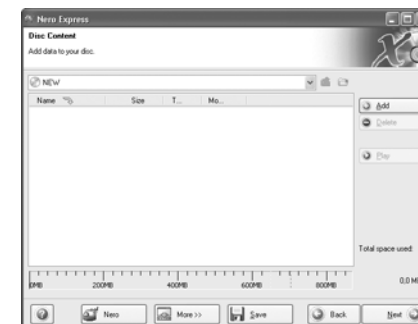 Nero Express
Disc Content
Add data to your disc.
NEW
Name Size T... Mo...
Add
Delete
Play
Total space used:
0MB 200MB 400MB 600MB 800MB
0.0 M
Nero More >> Save Back Next